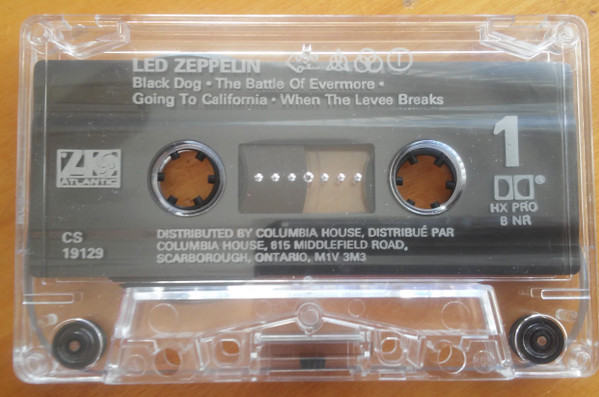 LED ZEPPELIN
Black Dog • The Battle Of Evermore •
Going To California • When The Levee Breaks
1
ATLANTIC
HX PRO
B NR
CS
19129
DISTRIBUTED BY COLUMBIA HOUSE, DISTRIBUÉ PAR
COLUMBIA HOUSE, 615 MIDDLEFIELD ROAD,
SCARBOROUGH, ONTARIO, M1V 3M3